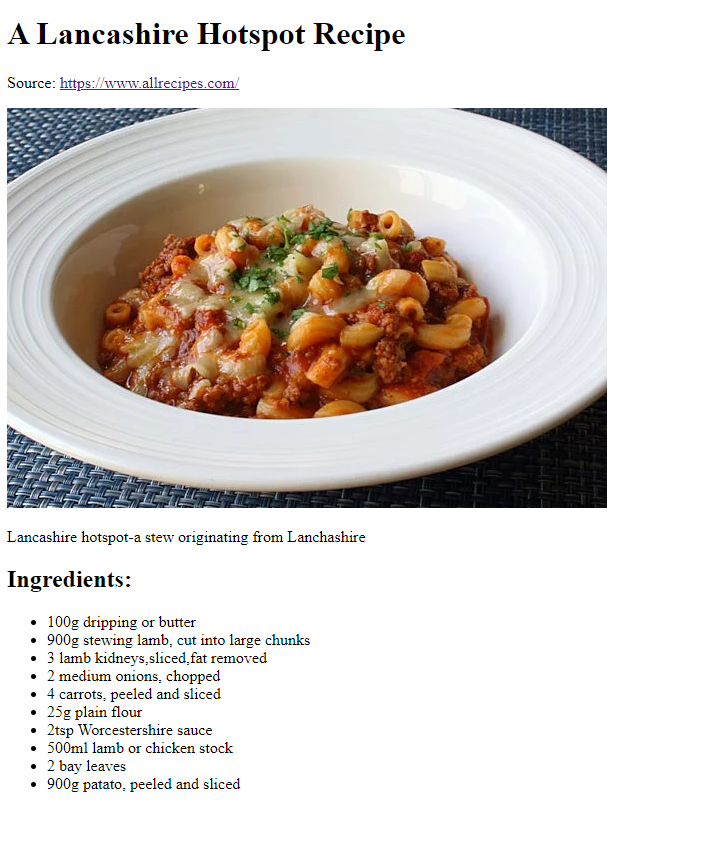 A Lancashire Hotspot Recipe
Source: https://www.allrecipes.com/
Lancashire hotspot-a stew originating from Lanchashire
Ingredients:
100g dripping or butter
900g stewing lamb, cut into large chunks
3 lamb kidneys,sliced,fat removed
2 medium onions, chopped
4 carrots, peeled and sliced
25g plain flour
2tsp Worcestershire sauce
500ml lamb or chicken stock
2 bay leaves
900g patato, peeled and sliced